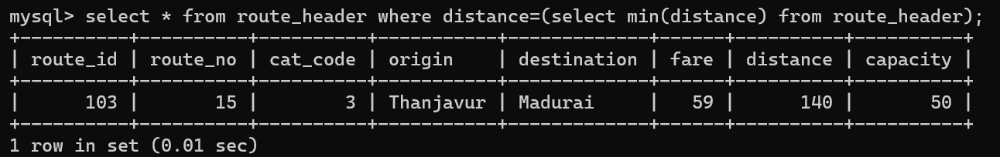 mysql> select * from route_header where distance=(select min(distance) from route_header);
+----------+----------+----------+-----------+-------------+------+----------+----------+
| route_id | route_no | cat_code | origin    | destination | fare | distance | capacity |
+----------+----------+----------+-----------+-------------+------+----------+----------+
|      103 |       15 |        3 | Thanjavur | Madurai     |   59 |      140 |       50 |
+----------+----------+----------+-----------+-------------+------+----------+----------+
1 row in set (0.01 sec)